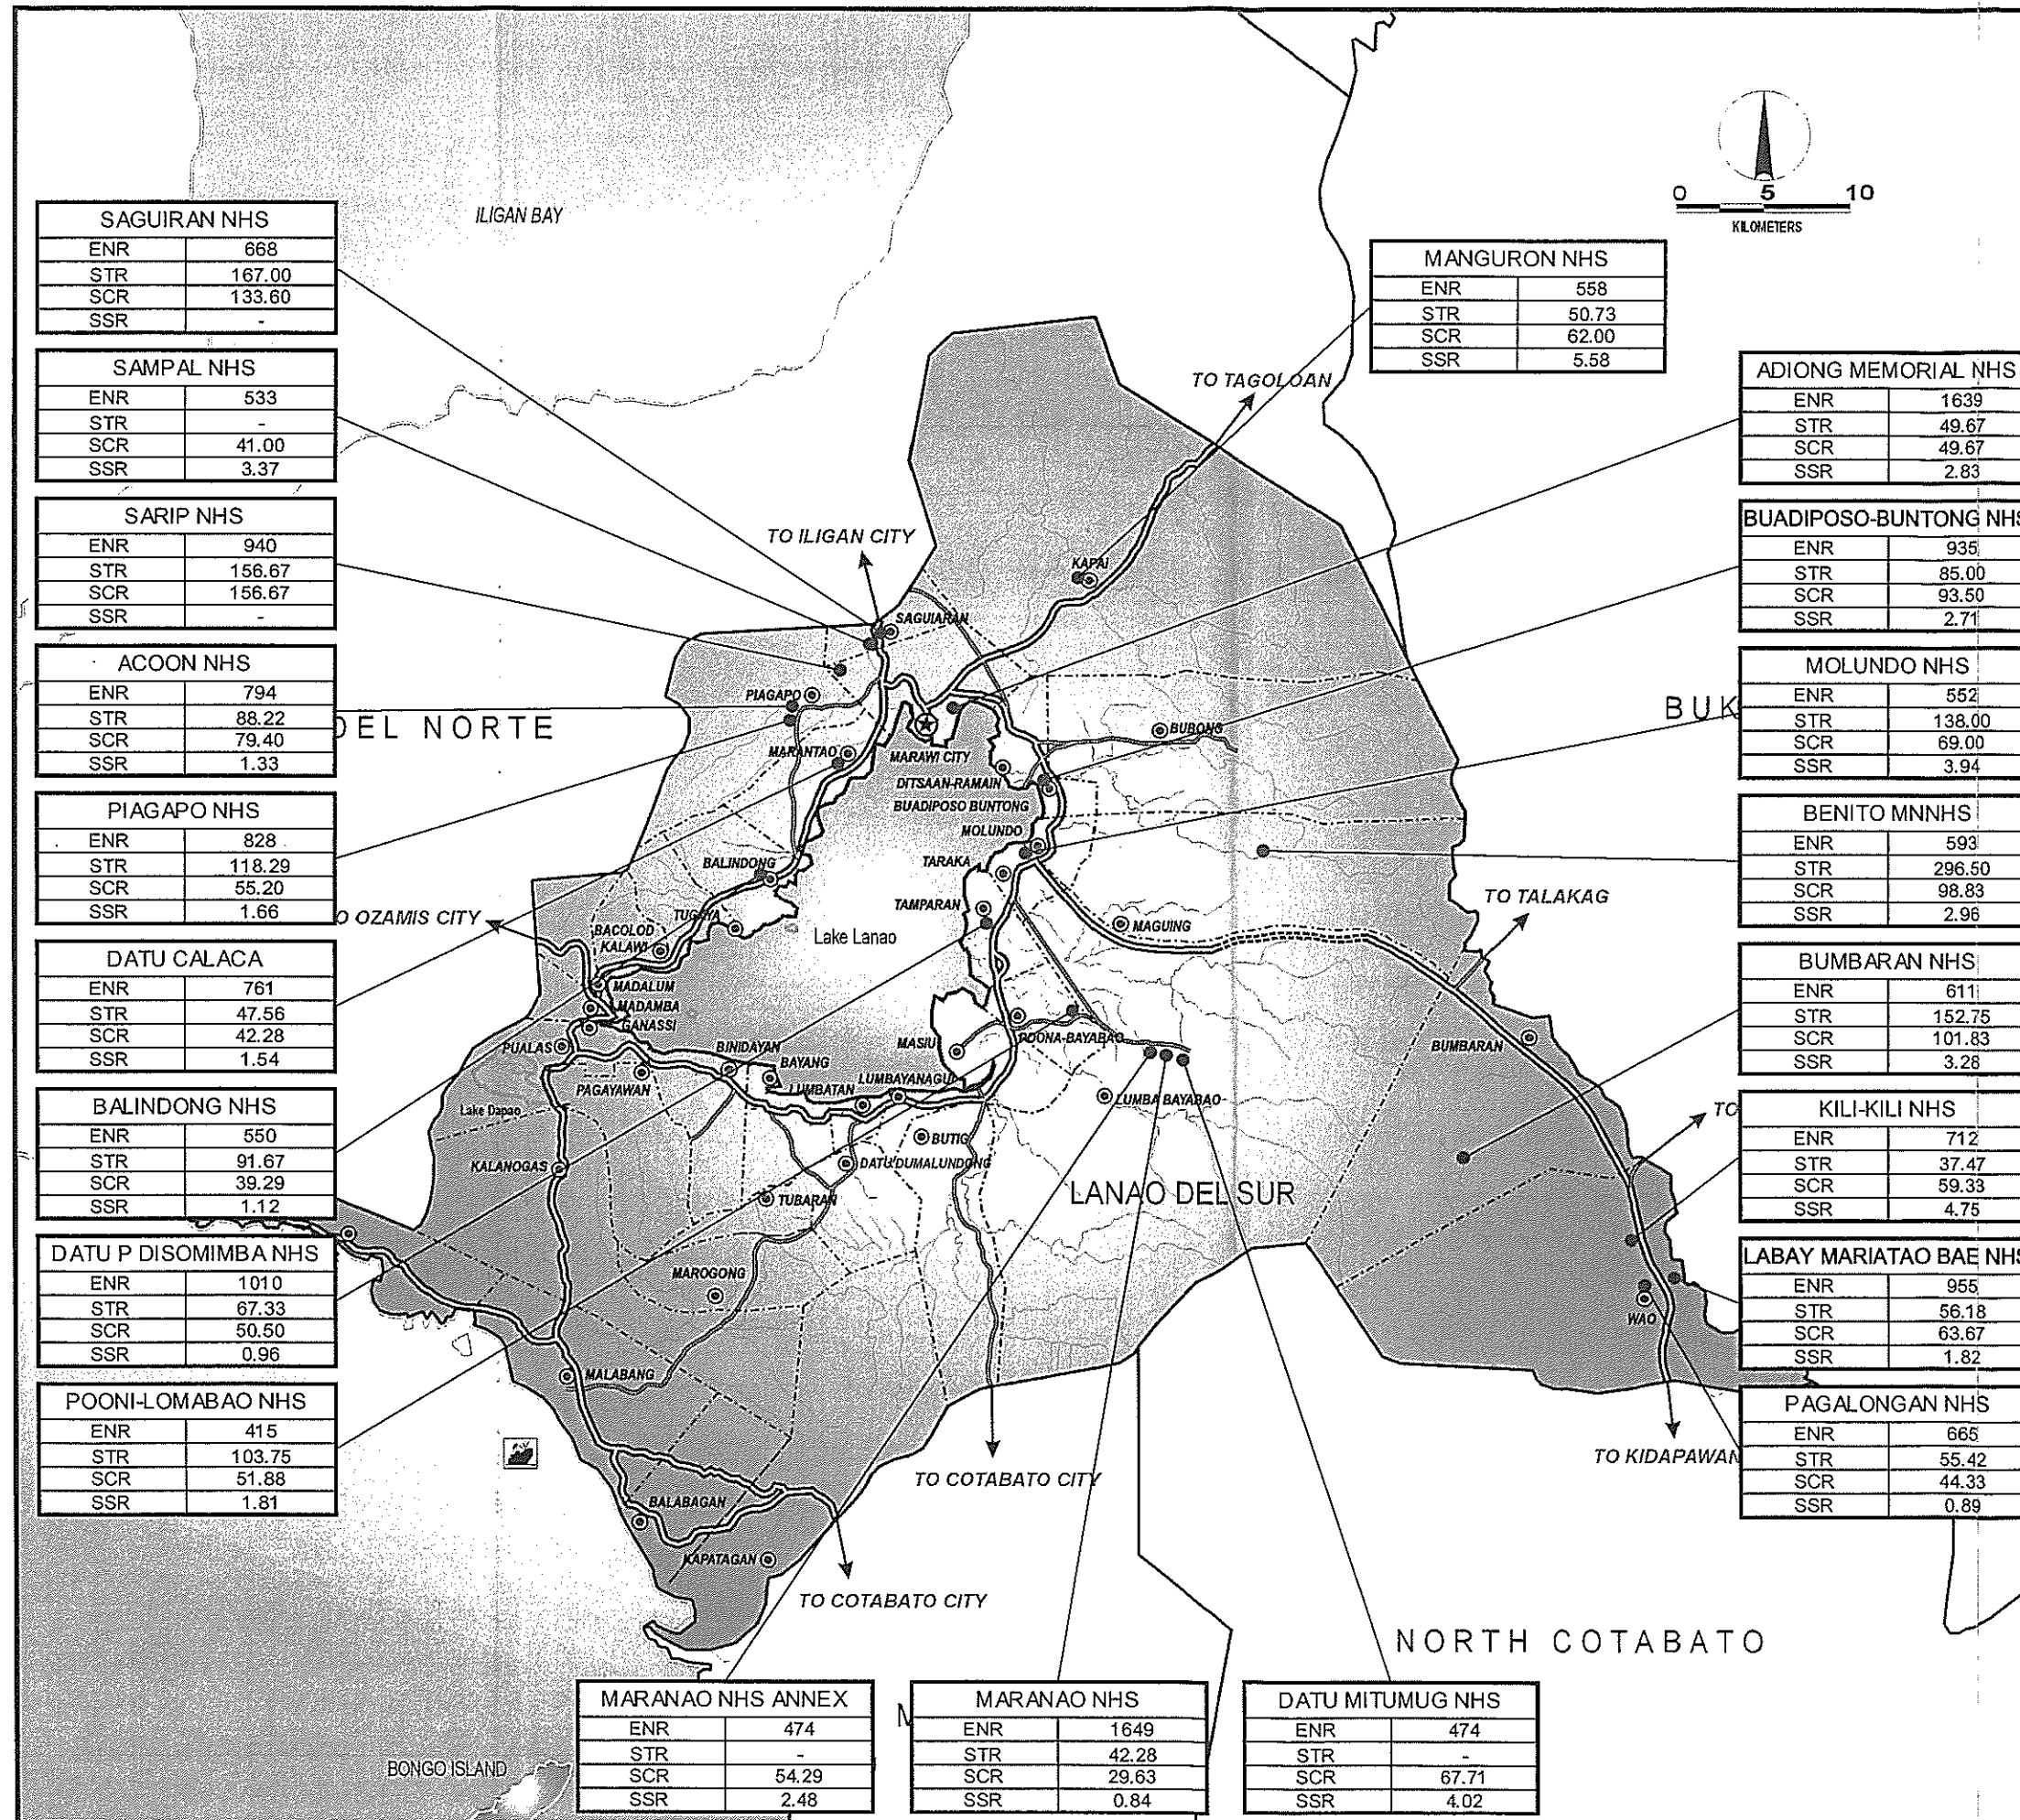 ILIGAN BAY
0 5 10
KILOMETERS
SAGUIRAN NHS
ENR 668
STR 167.00
SCR 133.60
SSR -
SAMPAL NHS
ENR 533
STR -
SCR 41.00
SSR 3.37
SARIP NHS
ENR 940
STR 156.67
SCR 156.67
SSR -
ACOON NHS
ENR 794
STR 88.22
SCR 79.40
SSR 1.33
PIAGAPO NHS
ENR 828
STR 118.29
SCR 55.20
SSR 1.66
DATU CALACA
ENR 761
STR 47.56
SCR 42.28
SSR 1.54
BALINDONG NHS
ENR 550
STR 91.67
SCR 39.29
SSR 1.12
DATU P DISOMIMBA NHS
ENR 1010
STR 67.33
SCR 50.50
SSR 0.96
POONI-LOMABAO NHS
ENR 415
STR 103.75
SCR 51.88
SSR 1.81
MANGURON NHS
ENR 558
STR 50.73
SCR 62.00
SSR 5.58
ADIONG MEMORIAL NHS
ENR 1639
STR 49.67
SCR 49.67
SSR 2.83
BUADIPOSO-BUNTONG NHS
ENR 935
STR 85.00
SCR 93.50
SSR 2.71
MOLUNDO NHS
ENR 552
STR 138.00
SCR 69.00
SSR 3.94
BENITO MNNHS
ENR 593
STR 296.50
SCR 98.83
SSR 2.96
BUMBARAN NHS
ENR 611
STR 152.75
SCR 101.83
SSR 3.28
KILI-KILI NHS
ENR 712
STR 37.47
SCR 59.33
SSR 4.75
LABAY MARIATAO BAE NHS
ENR 955
STR 56.18
SCR 63.67
SSR 1.82
PAGALONGAN NHS
ENR 665
STR 55.42
SCR 44.33
SSR 0.89
MARANAO NHS ANNEX
ENR 474
STR -
SCR 54.29
SSR 2.48
MARANAO NHS
ENR 1649
STR 42.28
SCR 29.63
SSR 0.84
DATU MITUMUG NHS
ENR 474
STR -
SCR 67.71
SSR 4.02
TO TAGOLOAN
TO ILIGAN CITY
KAPAI
SAGUIARAN
PIAGAPO
DEL NORTE
BUK
MARANTAO
MARAWI CITY
BUBONG
DITSAAN-RAMAIN
BUADIPOSO BUNTONG
MOLUNDO
TARAKA
BALINDONG
TAMPARAN
TO TALAKAG
O OZAMIS CITY
TUGAYA
BACOLOD
KALAWI
Lake Lanao
MAGUING
MADALUM
MADAMBA
GANASSI
PUALAS
BINIDAYAN
BAYANG
MASIU
POONA-BAYABAO
BUMBARAN
PAGAYAWAN
LUMBATAN
LUMBAYANAGUI
LUMBA BAYABAO
TO
Lake Dapao
BUTIG
KALANOGAS
DATU DUMALUNDONG
TUBARAN
LANAO DEL SUR
MAROGONG
WAO
MALABANG
TO KIDAPAWAN
TO COTABATO CITY
BALABAGAN
KAPATAGAN
TO COTABATO CITY
NORTH COTABATO
M
BONGO ISLAND